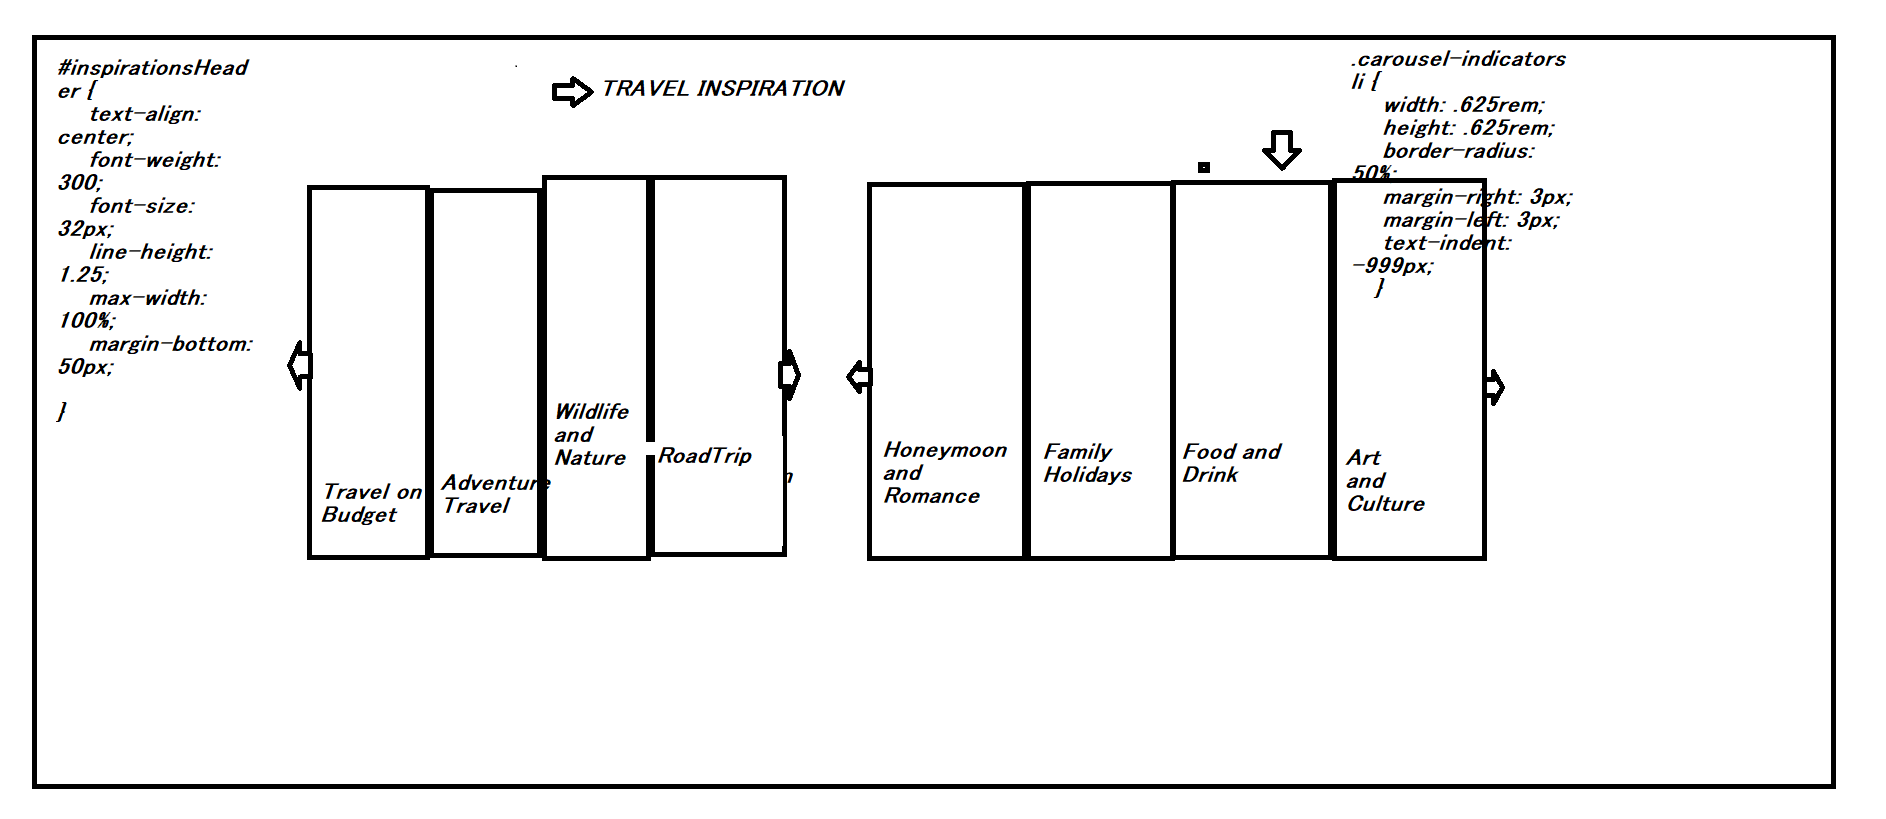 #inspirationsHead
er {
text-align:
center;
font-weight:
300;
font-size:
32px;
line-height:
1.25;
max-width:
100%;
margin-bottom:
50px;
}
TRAVEL INSPIRATION
.carousel-indicators
li {
width: .625rem;
height: .625rem;
border-radius:
50%;
margin-right: 3px;
margin-left: 3px;
text-indent:
-999px;
}
Travel on
Budget
Adventure
Travel
Wildlife
and
Nature
RoadTrip
Honeymoon
and
Romance
Family
Holidays
Food and
Drink
Art
and
Culture